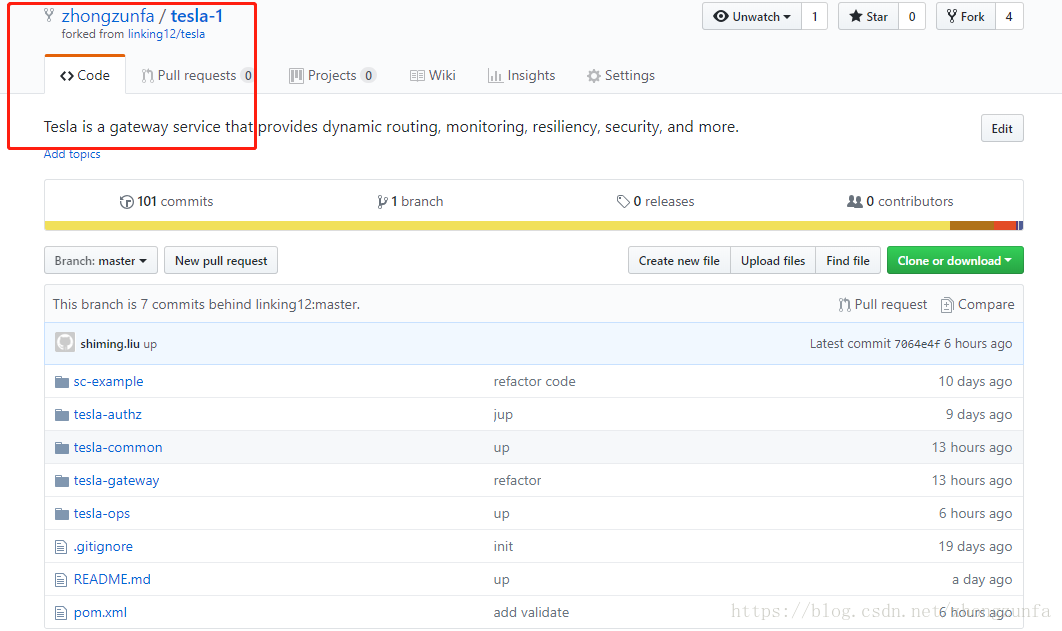 zhongzunfa / tesla-1 Unwatch 1 Star 0 Fork 4
forked from linking12/tesla
Code Pull requests 0 Projects 0 Wiki Insights Settings
Tesla is a gateway service that provides dynamic routing, monitoring, resiliency, security, and more. Edit
Add topics
101 commits 1 branch 0 releases 0 contributors
Branch: master New pull request Create new file Upload files Find file Clone or download
This branch is 7 commits behind linking12:master. Pull request Compare
shiming.liu up Latest commit 7064e4f 6 hours ago
sc-example refactor code 10 days ago
tesla-authz jup 9 days ago
tesla-common up 13 hours ago
tesla-gateway refactor 13 hours ago
tesla-ops up 6 hours ago
.gitignore init 19 days ago
README.md up a day ago
pom.xml add validate 6 hours ago
https://blog.csdn.net/zhongzunfa